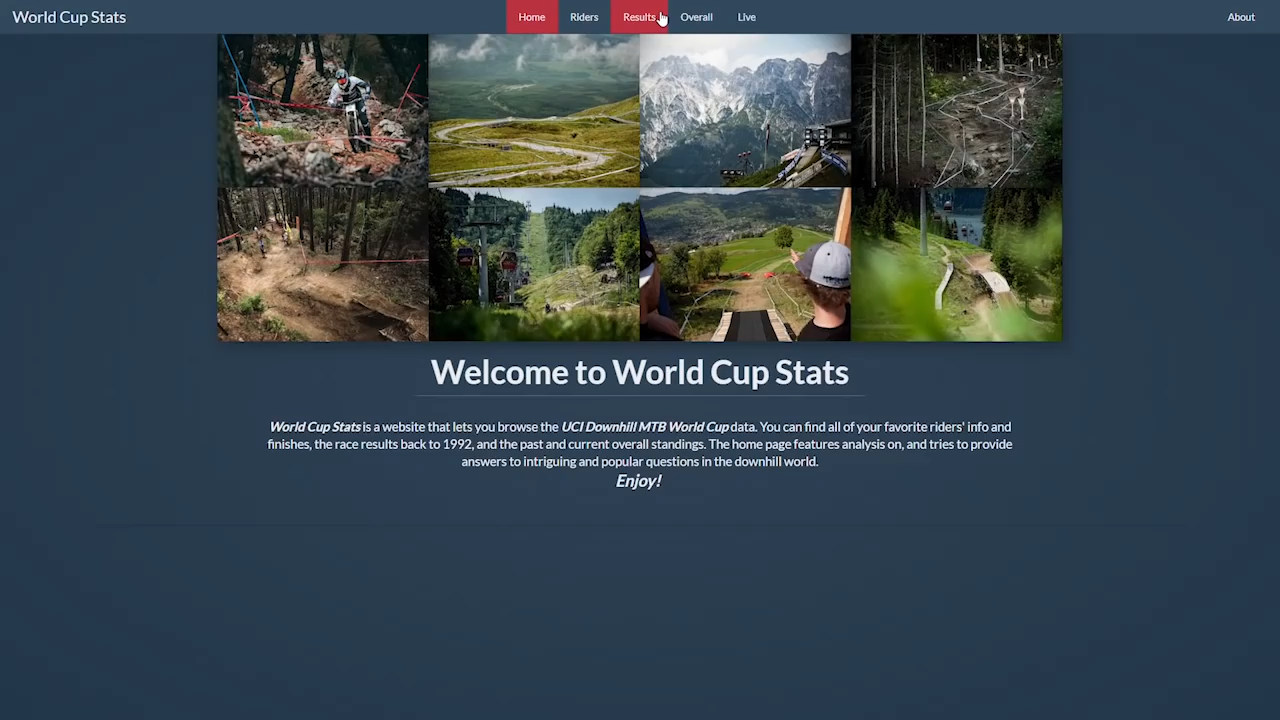 World Cup Stats
Home Riders Results Overall Live
About
Welcome to World Cup Stats
World Cup Stats is a website that lets you browse the UCI Downhill MTB World Cup data. You can find all of your favorite riders' info and
finishes, the race results back to 1992, and the past and current overall standings. The home page features analysis on, and tries to provide
answers to intriguing and popular questions in the downhill world.
Enjoy!